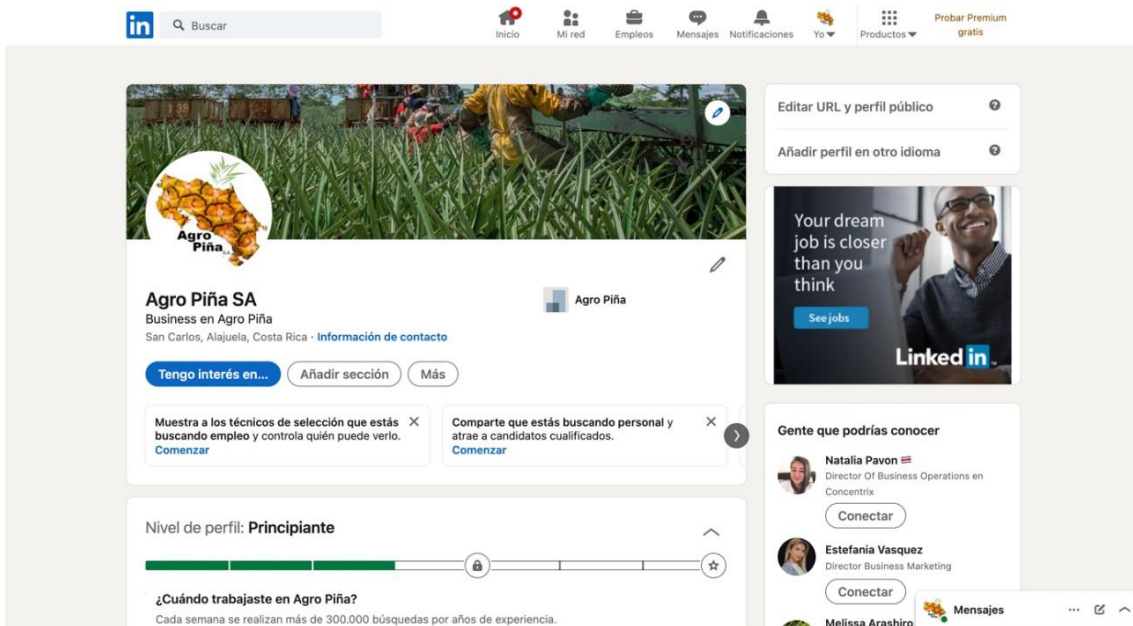 in
Buscar
Inicio
Mi red
Empleos
Mensajes
Notificaciones
Yo
Productos
Probar Premium
gratis
Agro
Piña
Agro Piña SA
Business en Agro Piña
San Carlos, Alajuela, Costa Rica · Información de contacto
Agro Piña
Tengo interés en...
Añadir sección
Más
Muestra a los técnicos de selección que estás
buscando empleo y controla quién puede verlo.
Comenzar
Comparte que estás buscando personal y
atrae a candidatos cualificados.
Comenzar
Nivel de perfil: Principiante
¿Cuándo trabajaste en Agro Piña?
Cada semana se realizan más de 300.000 búsquedas por años de experiencia.
Editar URL y perfil público
Añadir perfil en otro idioma
Your dream
job is closer
than you
think
See jobs
Linked in
Gente que podrías conocer
Natalia Pavon
Director Of Business Operations en
Concentrix
Conectar
Estefania Vasquez
Director Business Marketing
Conectar
Melissa Arashiro
Mensajes